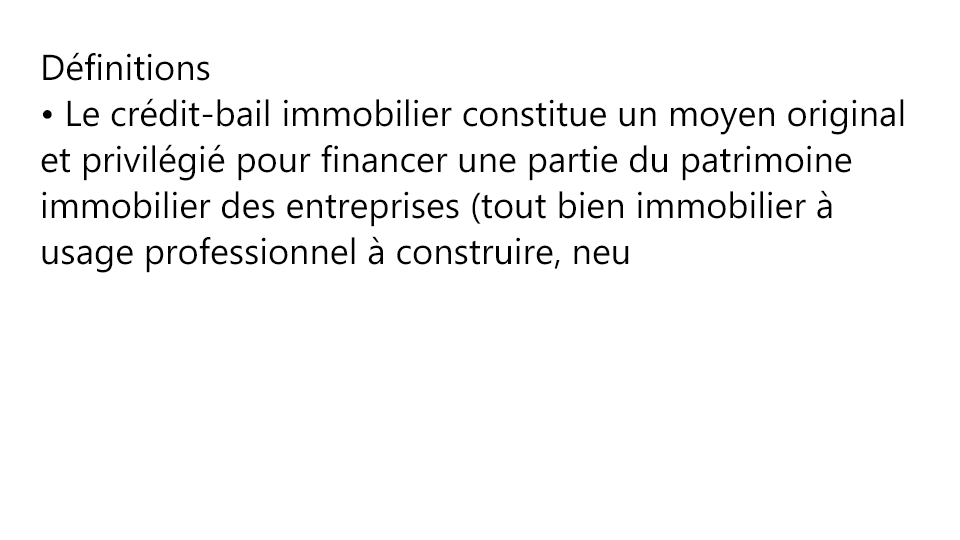 Définitions
• Le crédit-bail immobilier constitue un moyen original
et privilégié pour financer une partie du patrimoine
immobilier des entreprises (tout bien immobilier à
usage professionnel à construire, neu